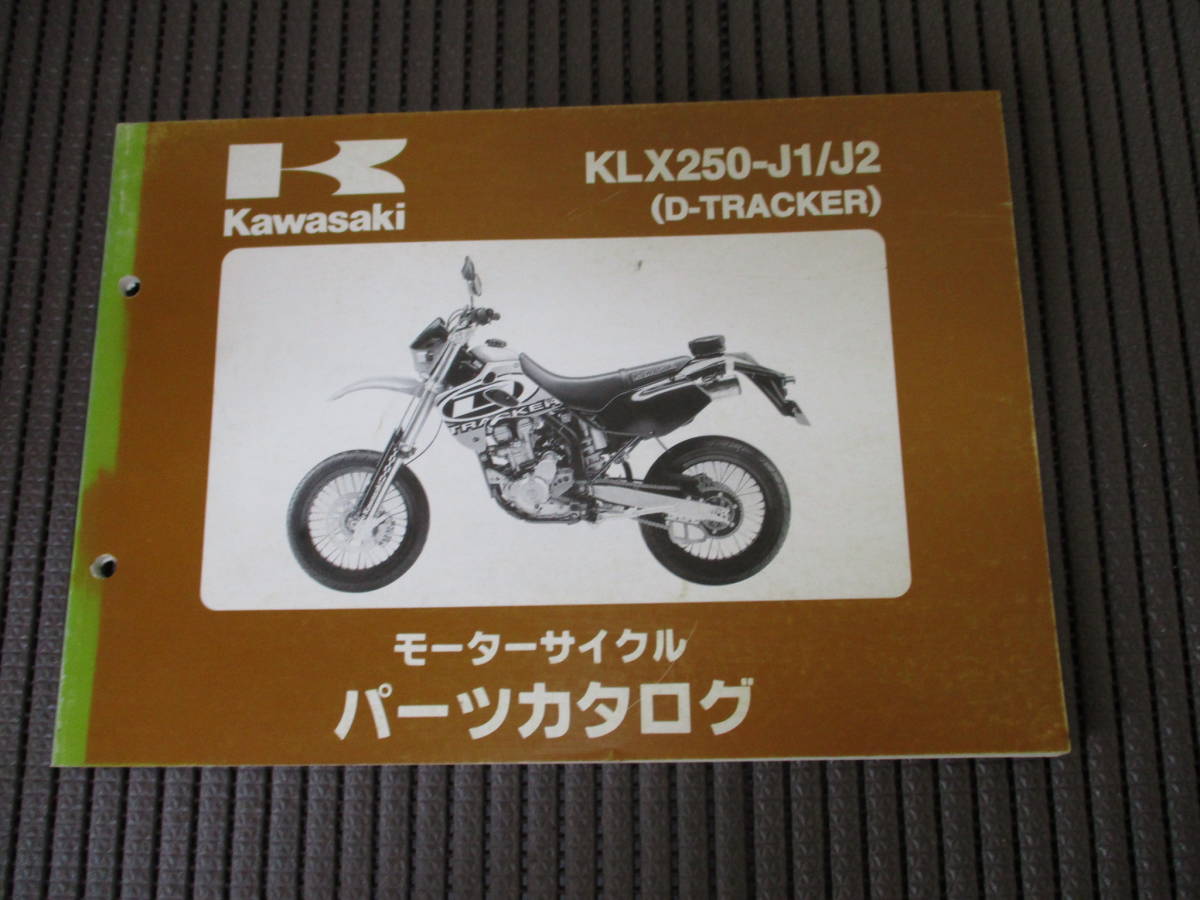 Kawasaki
KLX250-J1/J2
(D-TRACKER)
D
TRACKER
モーターサイクル
パーツカタログ